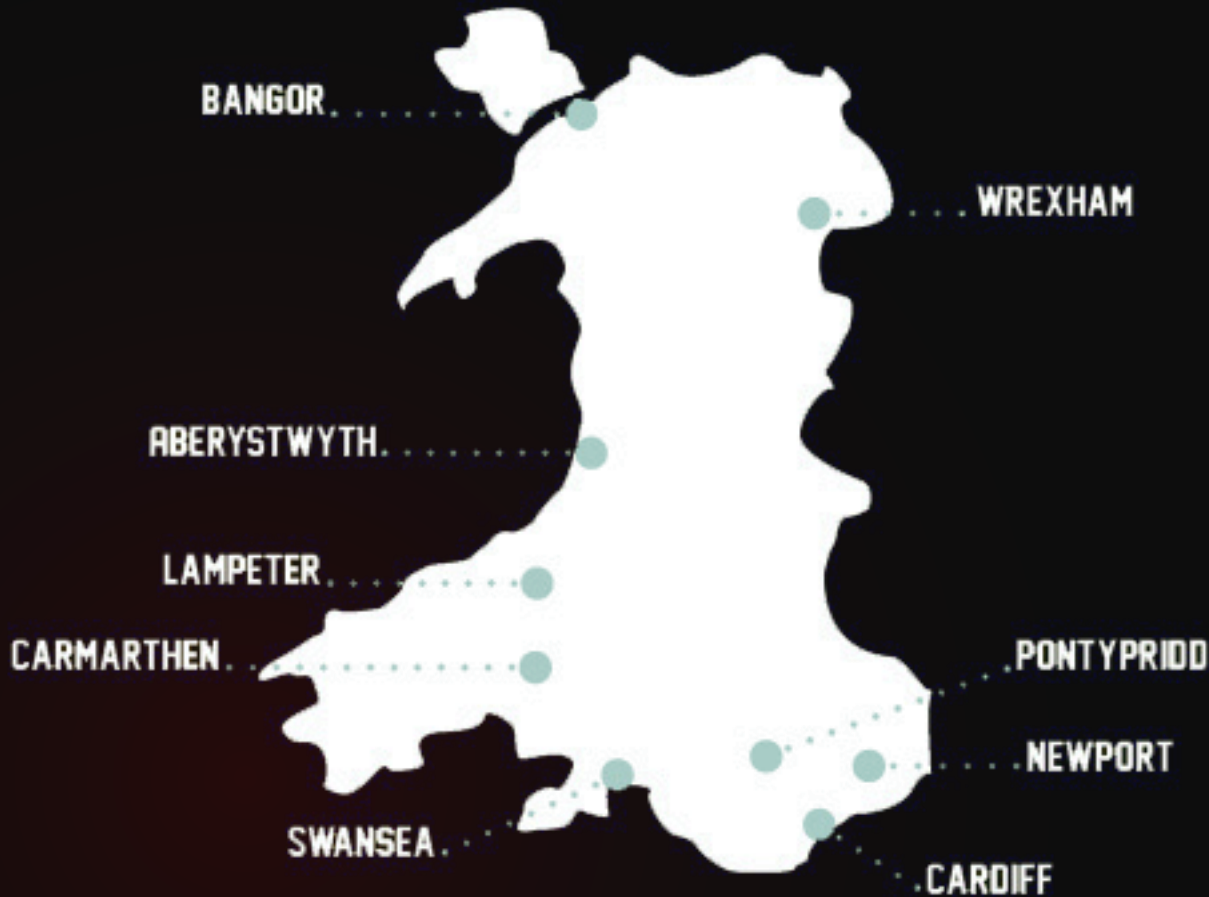 BANGOR
WREXHAM
ABERYSTWYTH
LAMPETER
CARMARTHEN
PONTYPRIDD
NEWPORT
SWANSEA
CARDIFF